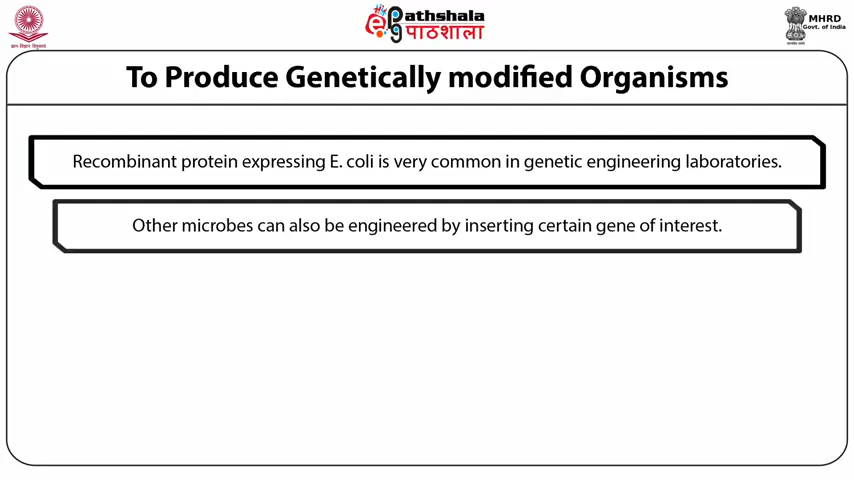 ePathshala
पाठशाला
MHRD
Govt. of India
To Produce Genetically modified Organisms
Recombinant protein expressing E. coli is very common in genetic engineering laboratories.
Other microbes can also be engineered by inserting certain gene of interest.